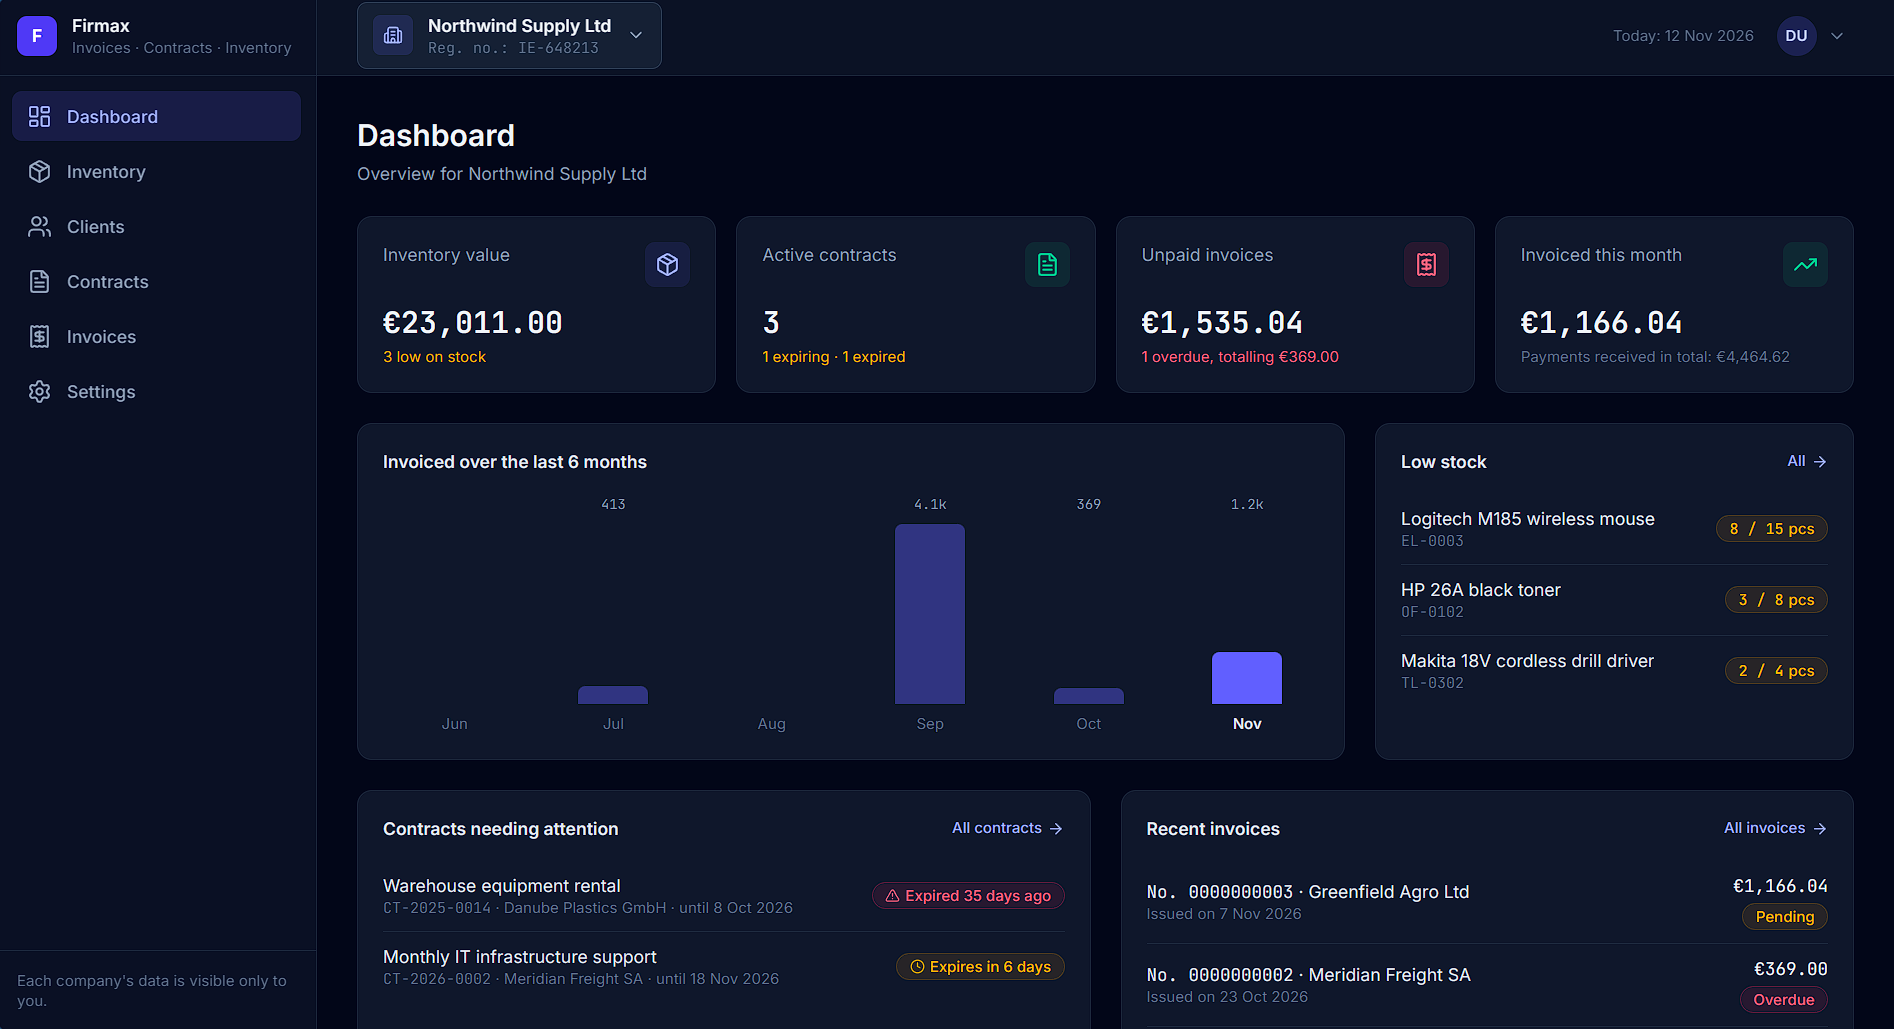 F
Firmax
Invoices · Contracts · Inventory
Northwind Supply Ltd
Reg. no.: IE-648213
Today: 12 Nov 2026
DU
Dashboard
Inventory
Clients
Contracts
Invoices
Settings
Each company's data is visible only to
you.
Dashboard
Overview for Northwind Supply Ltd
Inventory value
€23,011.00
3 low on stock
Active contracts
3
1 expiring · 1 expired
Unpaid invoices
€1,535.04
1 overdue, totalling €369.00
Invoiced this month
€1,166.04
Payments received in total: €4,464.62
Invoiced over the last 6 months
413 4.1k 369 1.2k
Jun Jul Aug Sep Oct Nov
Low stock
All →
Logitech M185 wireless mouse
EL-0003
8 / 15 pcs
HP 26A black toner
OF-0102
3 / 8 pcs
Makita 18V cordless drill driver
TL-0302
2 / 4 pcs
Contracts needing attention
All contracts →
Warehouse equipment rental
CT-2025-0014 · Danube Plastics GmbH · until 8 Oct 2026
Expired 35 days ago
Monthly IT infrastructure support
CT-2026-0002 · Meridian Freight SA · until 18 Nov 2026
Expires in 6 days
Recent invoices
All invoices →
No. 0000000003 · Greenfield Agro Ltd
Issued on 7 Nov 2026
€1,166.04
Pending
No. 0000000002 · Meridian Freight SA
Issued on 23 Oct 2026
€369.00
Overdue